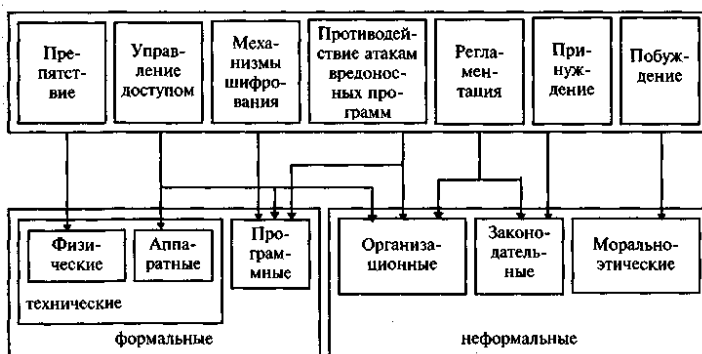 Пре-
пятст-
вие
Управ-
ление
доступом
Меха-
низмы
шифро-
вания
Противодей-
ствие атакам
вредонос-
ных про-
грамм
Регла-
мен-
тация
При-
нуж-
дение
Побуж-
дение
Физи-
ческие
Аппа-
ратные
технические
Про-
грам-
мные
формальные
Организа-
ционные
Законо-
датель-
ные
Морально-
этические
неформальные